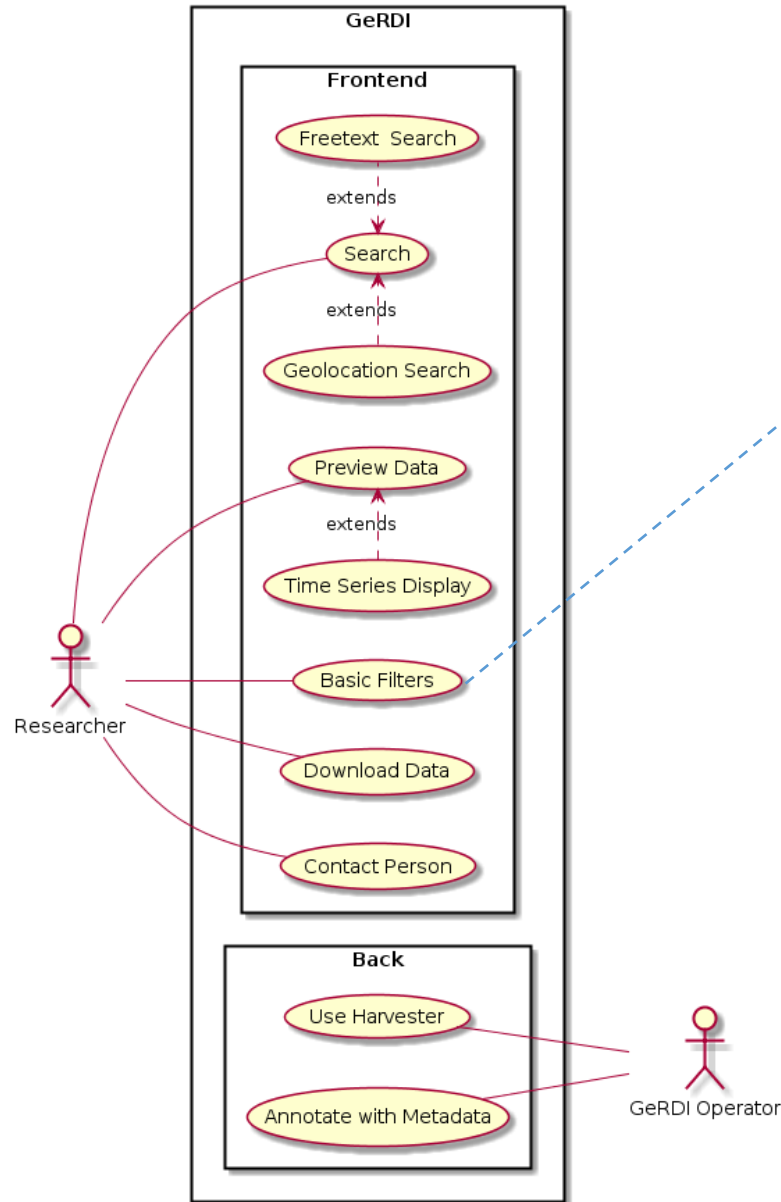 GeRDI
Frontend
Freetext  Search
extends
Search
extends
Geolocation Search
Preview Data
extends
Time Series Display
Basic Filters
Researcher
Download Data
Contact Person
Back
Use Harvester
Annotate with Metadata
GeRDI Operator